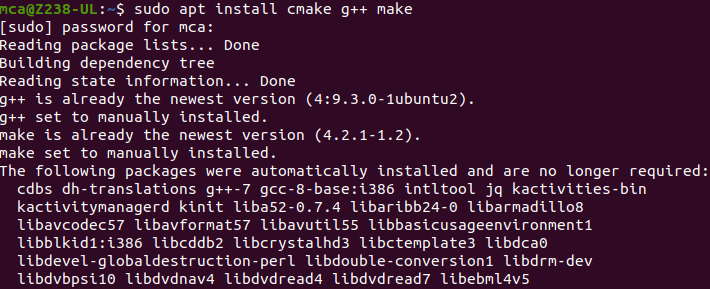 mca@Z238-UL:~$ sudo apt install cmake g++ make
[sudo] password for mca:
Reading package lists... Done
Building dependency tree
Reading state information... Done
g++ is already the newest version (4:9.3.0-1ubuntu2).
g++ set to manually installed.
make is already the newest version (4.2.1-1.2).
make set to manually installed.
The following packages were automatically installed and are no longer required:
  cdbs dh-translations g++-7 gcc-8-base:i386 intltool jq kactivities-bin
  kactivitymanagerd kinit liba52-0.7.4 libaribb24-0 libarmadillo8
  libavcodec57 libavformat57 libavutil55 libbasicusageenvironment1
  libblkid1:i386 libcddb2 libcrystalhd3 libctemplate3 libdca0
  libdevel-globaldestruction-perl libdouble-conversion1 libdrm-dev
  libdvbpsi10 libdvdnav4 libdvdread4 libdvdread7 libebml4v5